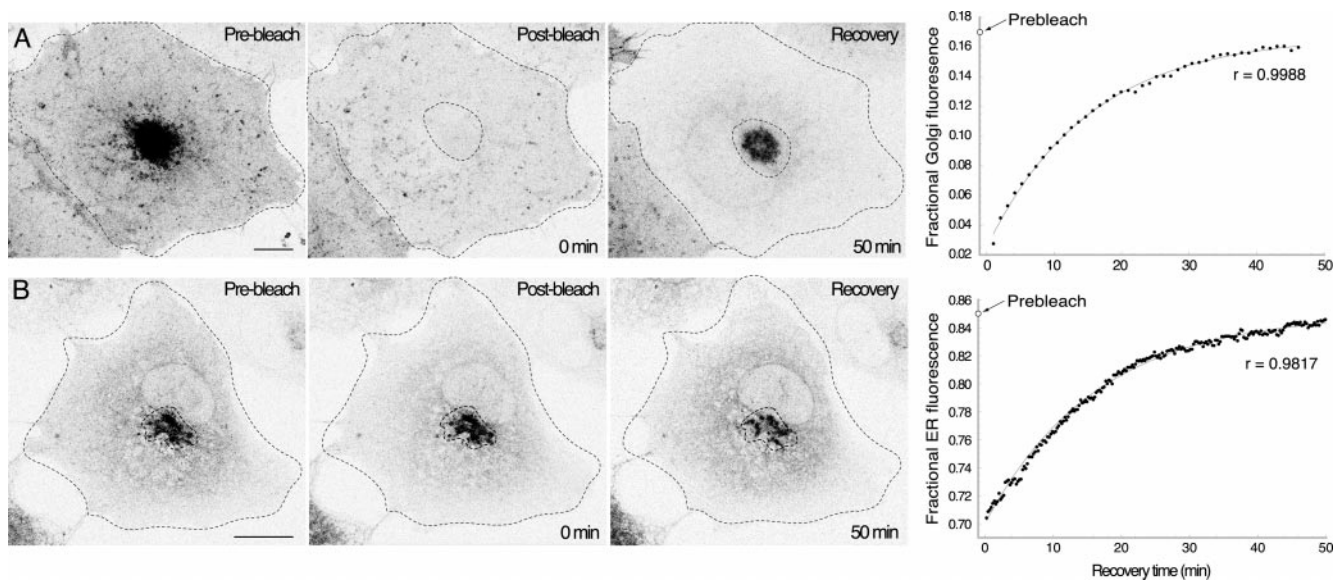 A
Pre-bleach
Post-bleach
0 min
Recovery
50 min
Fractional Golgi fluoresence
0.18
0.16
0.14
0.12
0.10
0.08
0.06
0.04
0.02
Prebleach
r = 0.9988
0 10 20 30 40 50
B
Pre-bleach
Post-bleach
0 min
Recovery
50 min
Fractional ER fluorescence
0.86
0.84
0.82
0.80
0.78
0.76
0.74
0.72
0.70
Prebleach
r = 0.9817
0 10 20 30 40 50
Recovery time (min)